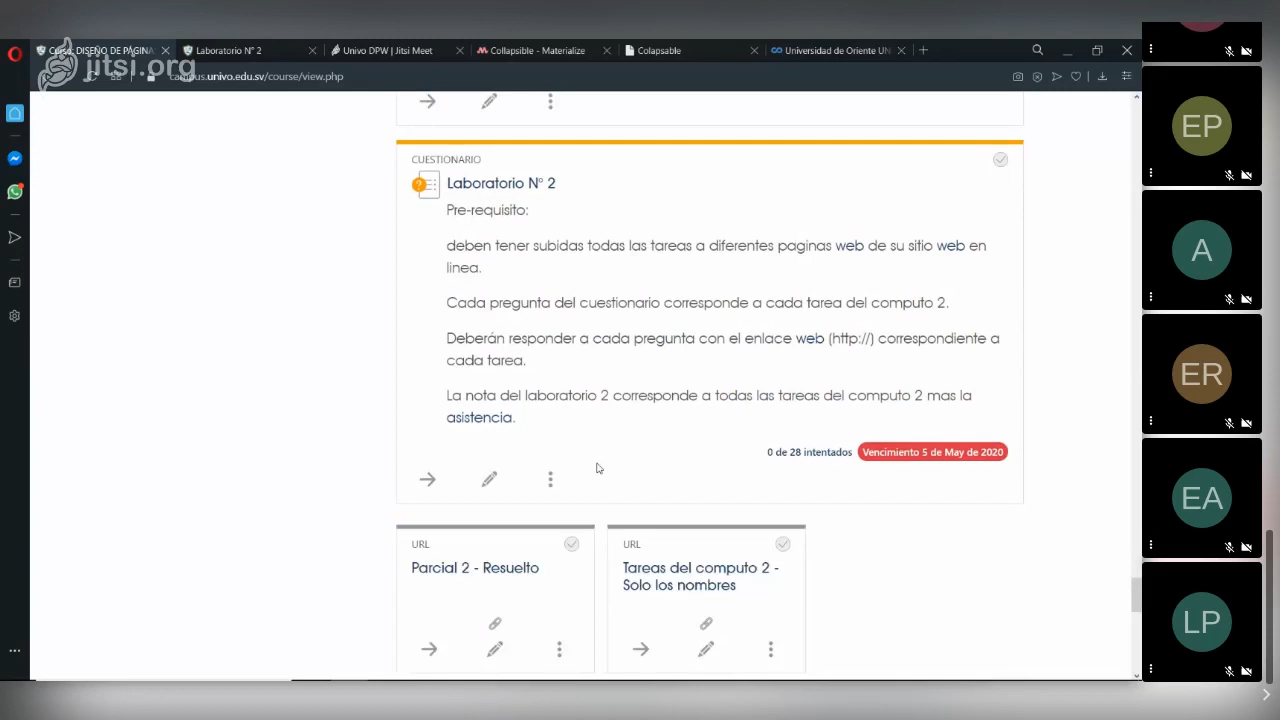 Curso: DISEÑO DE PAGINA
Laboratorio N° 2
Univo DPW | Jitsi Meet
Collapsible - Materialize
Colapsable
Universidad de Oriente UN
jitsi.org
campus.univo.edu.sv/course/view.php
CUESTIONARIO
Laboratorio N° 2
Pre-requisito:
deben tener subidas todas las tareas a diferentes paginas web de su sitio web en
linea.
Cada pregunta del cuestionario corresponde a cada tarea del computo 2.
Deberán responder a cada pregunta con el enlace web (http://) correspondiente a
cada tarea.
La nota del laboratorio 2 corresponde a todas las tareas del computo 2 mas la
asistencia.
0 de 28 intentados
Vencimiento 5 de May de 2020
URL
Parcial 2 - Resuelto
URL
Tareas del computo 2 -
Solo los nombres
EP
A
ER
EA
LP